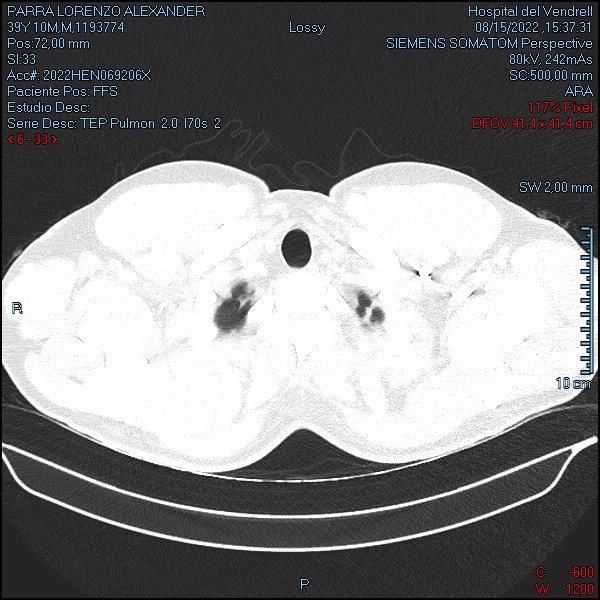 PARRA LORENZO ALEXANDER
39Y 10M,M,1193774
Pos:72,00 mm
SI:33
Acc#: 2022HEN069206X
Paciente Pos: FFS
Estudio Desc:
Serie Desc: TEP Pulmon 2.0 I70s 2
< 6 - 33 >
Lossy
Hospital del Vendrell
08/15/2022 ,15:37:31
SIEMENS SOMATOM Perspective
80kV, 242mAs
SC:500,00 mm
ARA
117% Pixel
DFOV 41,4 x 41,4 cm
SW 2,00 mm
R
10 cm
P
C -600
W 1200